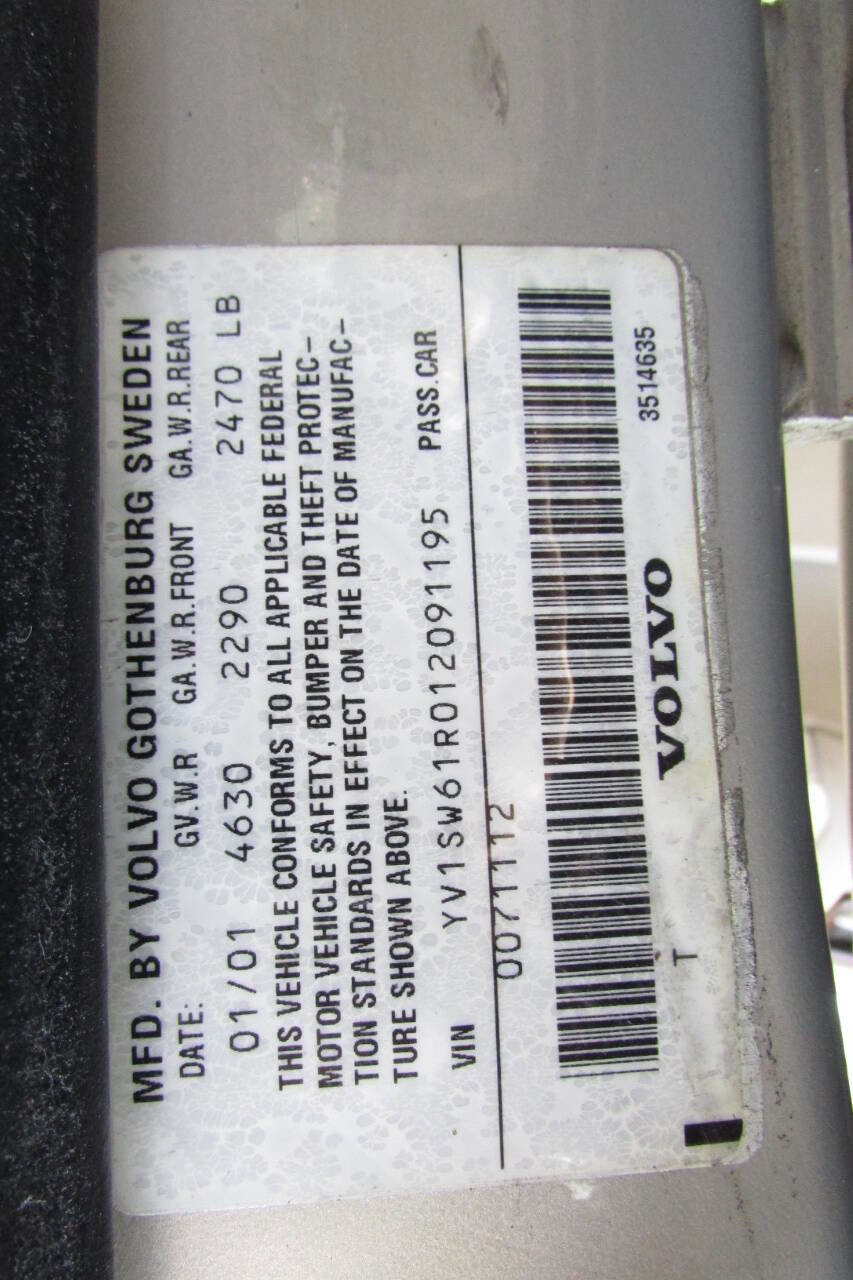 MFD. BY VOLVO GOTHENBURG SWEDEN
DATE: GV.W.R GA.W.R.FRONT GA.W.R.REAR
01/01 4630 2290 2470 LB
THIS VEHICLE CONFORMS TO ALL APPLICABLE FEDERAL
MOTOR VEHICLE SAFETY, BUMPER AND THEFT PROTEC-
TION STANDARDS IN EFFECT ON THE DATE OF MANUFAC-
TURE SHOWN ABOVE.
VIN YV1SW61R012091195 PASS.CAR
0071112
3514635
T VOLVO